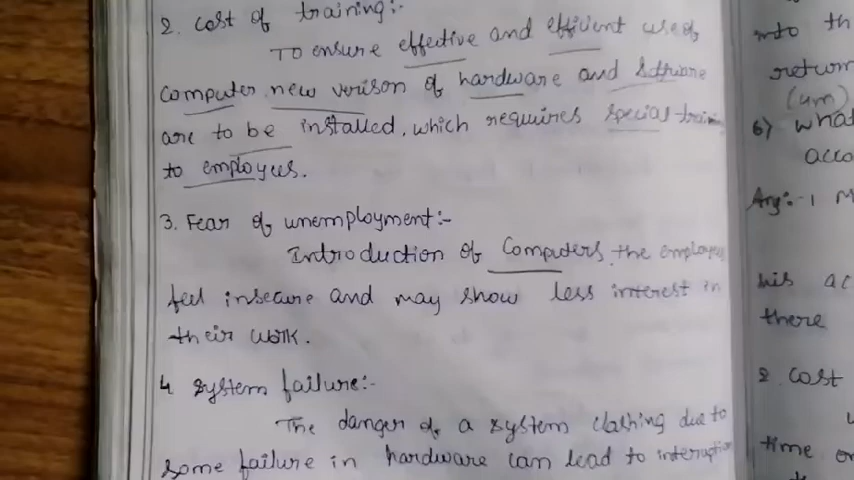 2. Cost of training:-
To ensure effective and efficient use of
Computer new verison of hardware and software
are to be installed, which requires special
to employees.
3. Fear of unemployment:-
Introduction of Computers the employees
feel insecure and may show less interest in
their work.
4 System failure:-
The danger of a system clashing due to
some failure in hardware can lead to interruption
into th
return
(um)
6) What
acco
Ans:-1 M
his ac
there
2. Cost
time or